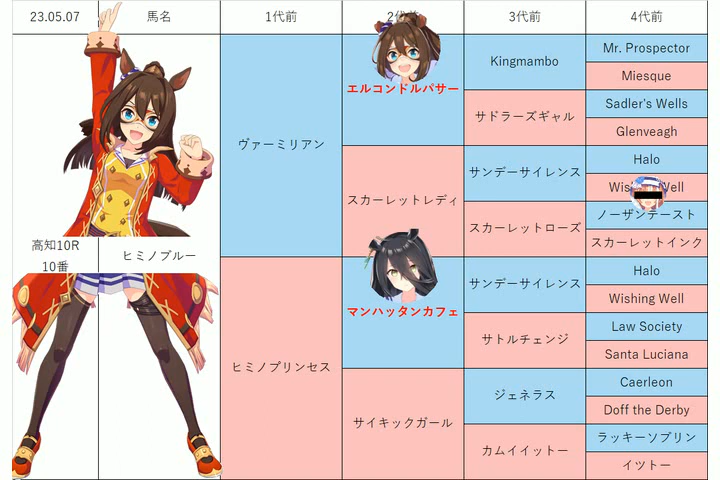 23.05.07 馬名 1代前 2代前 3代前 4代前
高知10R
10番
ヒミノブルー
ヴァーミリアン
ヒミノプリンセス
エルコンドルパサー
スカーレットレディ
マンハッタンカフェ
サイキックガール
Kingmambo
サドラーズギャル
サンデーサイレンス
スカーレットローズ
サンデーサイレンス
サトルチェンジ
ジェネラス
カムイイットー
Mr. Prospector
Miesque
Sadler's Wells
Glenveagh
Halo
Well
ノーザンテースト
スカーレットインク
Halo
Wishing Well
Law Society
Santa Luciana
Caerleon
Doff the Derby
ラッキーソブリン
イツトー